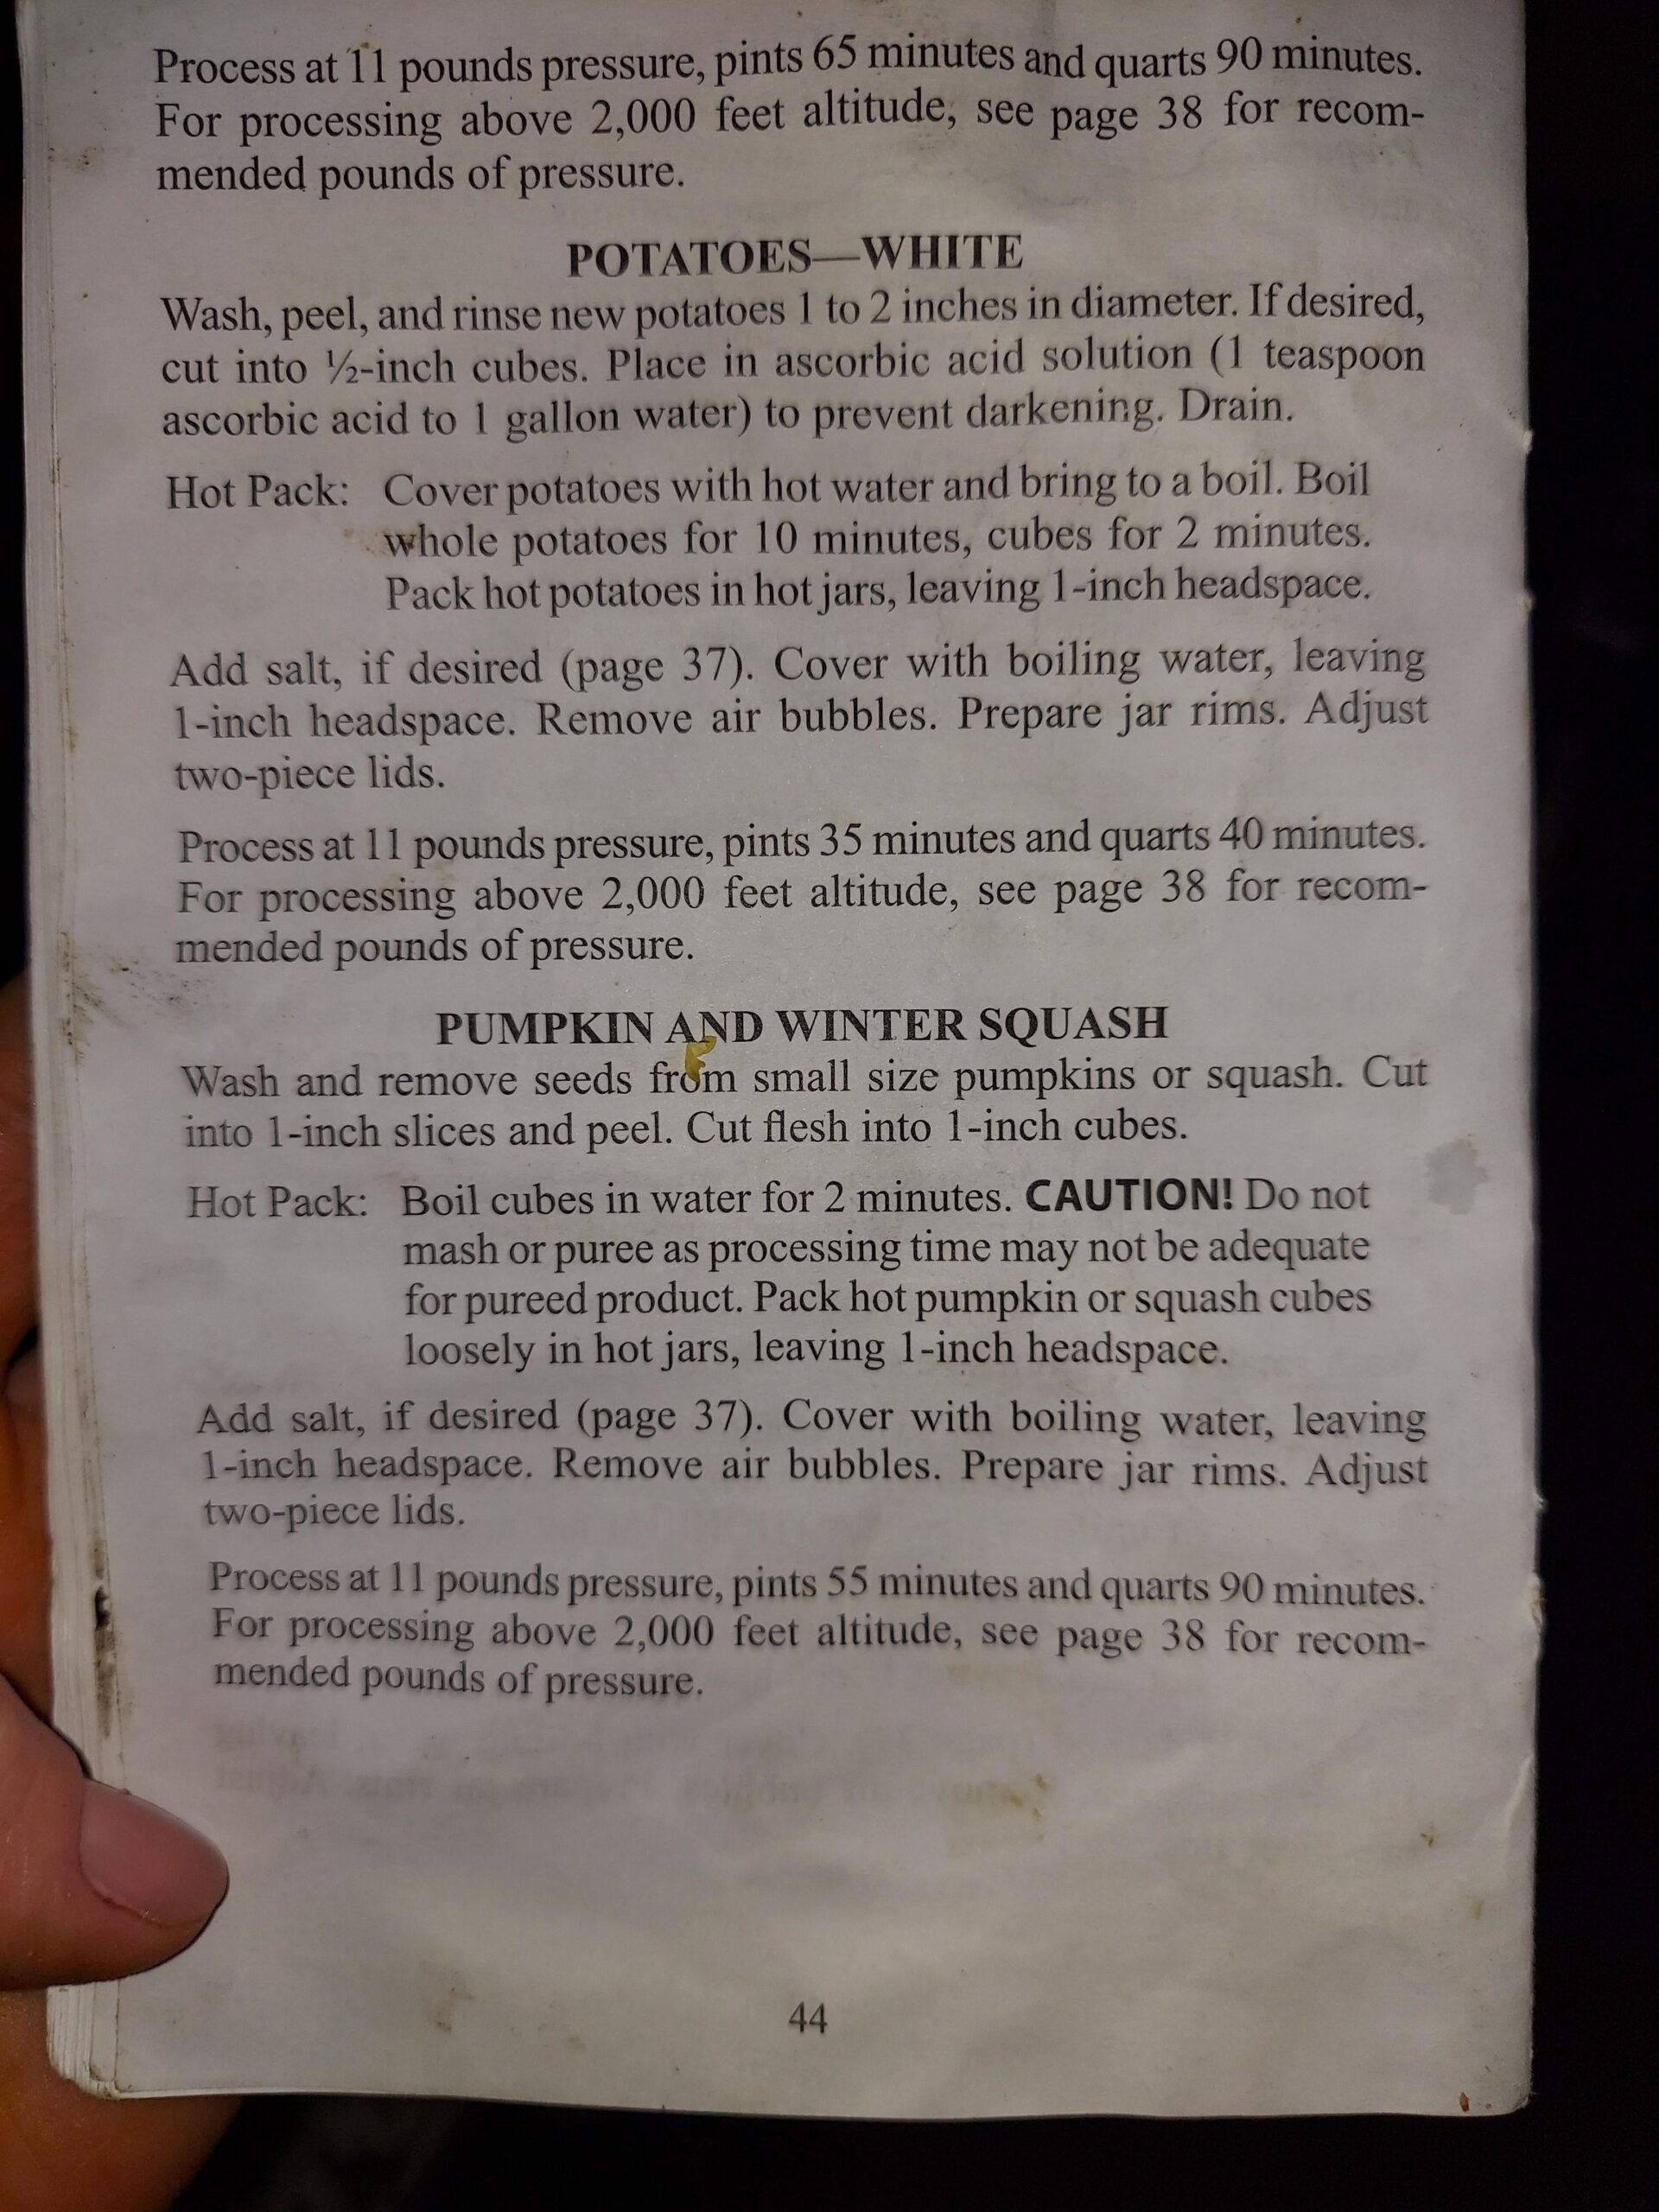 Process at 11 pounds pressure, pints 65 minutes and quarts 90 minutes.
For processing above 2,000 feet altitude, see page 38 for recom-
mended pounds of pressure.
POTATOES—WHITE
Wash, peel, and rinse new potatoes 1 to 2 inches in diameter. If desired,
cut into ½-inch cubes. Place in ascorbic acid solution (1 teaspoon
ascorbic acid to 1 gallon water) to prevent darkening. Drain.
Hot Pack: Cover potatoes with hot water and bring to a boil. Boil
whole potatoes for 10 minutes, cubes for 2 minutes.
Pack hot potatoes in hot jars, leaving 1-inch headspace.
Add salt, if desired (page 37). Cover with boiling water, leaving
1-inch headspace. Remove air bubbles. Prepare jar rims. Adjust
two-piece lids.
Process at 11 pounds pressure, pints 35 minutes and quarts 40 minutes.
For processing above 2,000 feet altitude, see page 38 for recom-
mended pounds of pressure.
PUMPKIN AND WINTER SQUASH
Wash and remove seeds from small size pumpkins or squash. Cut
into 1-inch slices and peel. Cut flesh into 1-inch cubes.
Hot Pack: Boil cubes in water for 2 minutes. CAUTION! Do not
mash or puree as processing time may not be adequate
for pureed product. Pack hot pumpkin or squash cubes
loosely in hot jars, leaving 1-inch headspace.
Add salt, if desired (page 37). Cover with boiling water, leaving
1-inch headspace. Remove air bubbles. Prepare jar rims. Adjust
two-piece lids.
Process at 11 pounds pressure, pints 55 minutes and quarts 90 minutes.
For processing above 2,000 feet altitude, see page 38 for recom-
mended pounds of pressure.
44